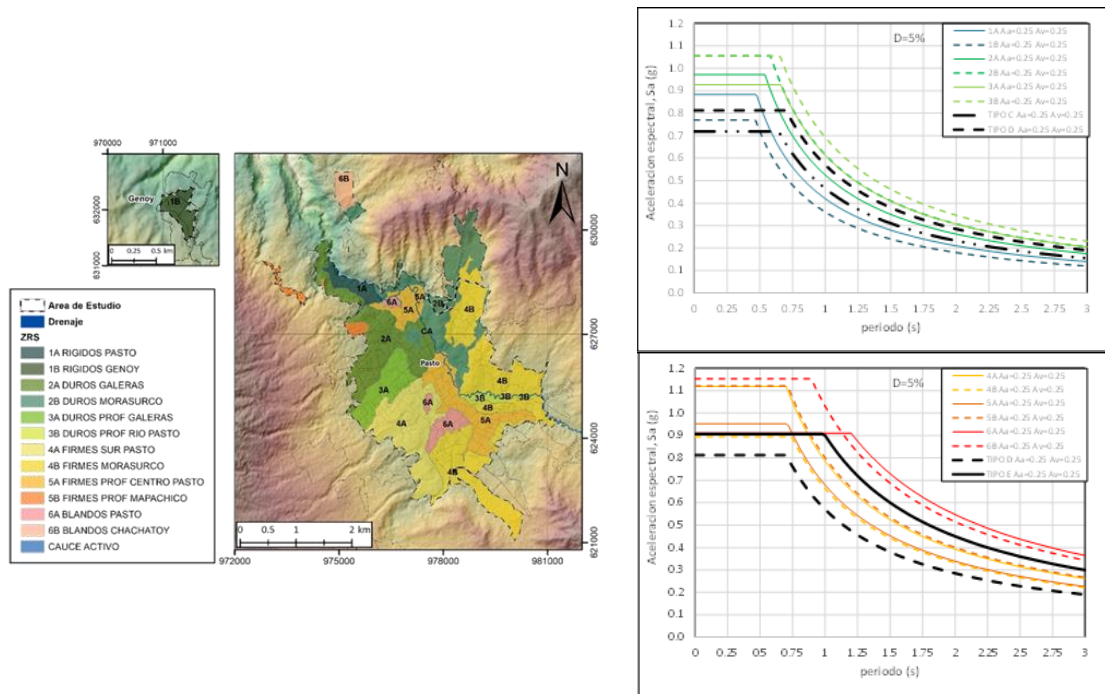 970000 971000
Genoy
1B
632000
631000
0 0.25 0.5 km
Area de Estudio
Drenaje
ZRS
1A RIGIDOS PASTO
1B RIGIDOS GENOY
2A DUROS GALERAS
2B DUROS MORASURCO
3A DUROS PROF GALERAS
3B DUROS PROF RIO PASTO
4A FIRMES SUR PASTO
4B FIRMES MORASURCO
5A FIRMES PROF CENTRO PASTO
5B FIRMES PROF MAPACHICO
6A BLANDOS PASTO
6B BLANDOS CHACHATOY
CAUCE ACTIVO
N
6B
1A
6A
5A
5A
2B
4B
2A
CA
Pasto
3A
4B
3B
3B
3B
6A
4B
4A
6A
5A
4B
0 0.5 1 2 km
630000
627000
624000
621000
972000 975000 978000 981000
D=5%
1A Aa=0.25 Av=0.25
1B Aa=0.25 Av=0.25
2A Aa=0.25 Av=0.25
2B Aa=0.25 Av=0.25
3A Aa=0.25 Av=0.25
3B Aa=0.25 Av=0.25
TIPO C Aa=0.25 Av=0.25
TIPO D Aa=0.25 Av=0.25
Aceleracion espectral, Sa (g)
1.2
1.1
1.0
0.9
0.8
0.7
0.6
0.5
0.4
0.3
0.2
0.1
0.0
0 0.25 0.5 0.75 1 1.25 1.5 1.75 2 2.25 2.5 2.75 3
periodo (s)
D=5%
4A Aa=0.25 Av=0.25
4B Aa=0.25 Av=0.25
5A Aa=0.25 Av=0.25
5B Aa=0.25 Av=0.25
6A Aa=0.25 Av=0.25
6B Aa=0.25 Av=0.25
TIPO D Aa=0.25 Av=0.25
TIPO E Aa=0.25 Av=0.25
Aceleracion espectral, Sa (g)
1.2
1.1
1.0
0.9
0.8
0.7
0.6
0.5
0.4
0.3
0.2
0.1
0.0
0 0.25 0.5 0.75 1 1.25 1.5 1.75 2 2.25 2.5 2.75 3
periodo (s)